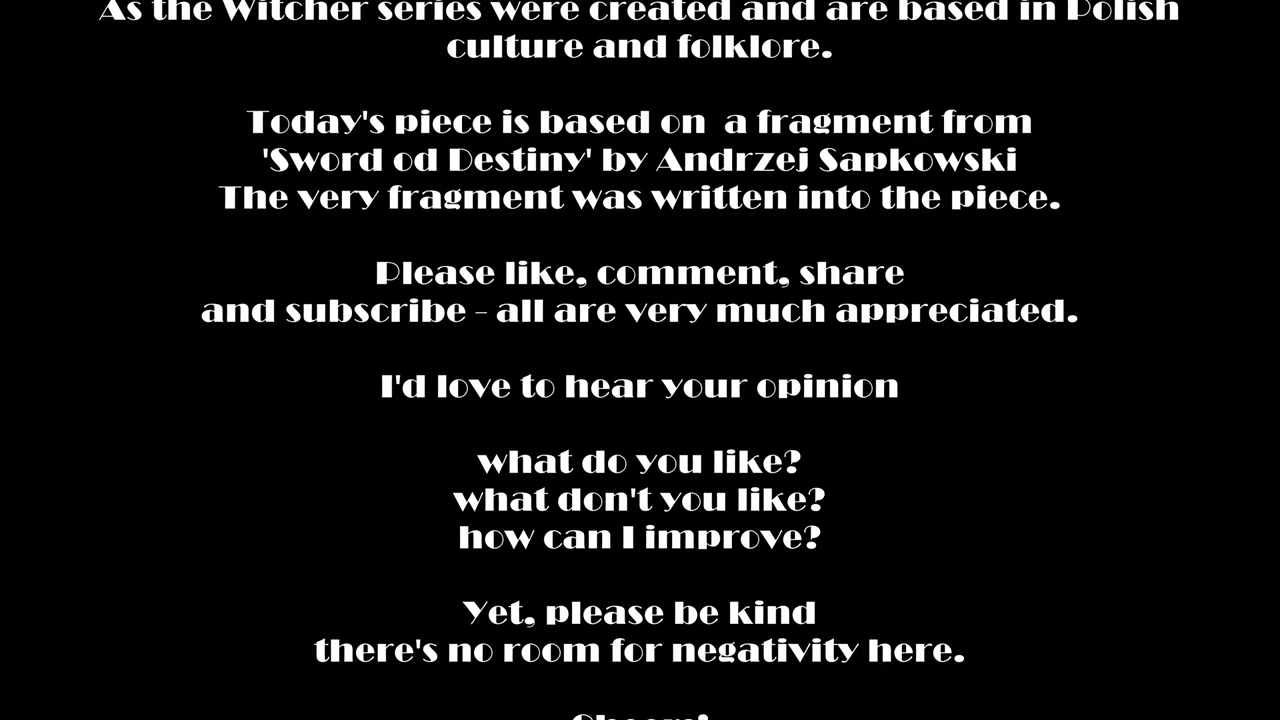 As the Witcher series were created and are based in Polish
culture and folklore.
Today's piece is based on  a fragment from
'Sword od Destiny' by Andrzej Sapkowski
The very fragment was written into the piece.
Please like, comment, share
and subscribe - all are very much appreciated.
I'd love to hear your opinion
what do you like?
what don't you like?
how can I improve?
Yet, please be kind
there's no room for negativity here.